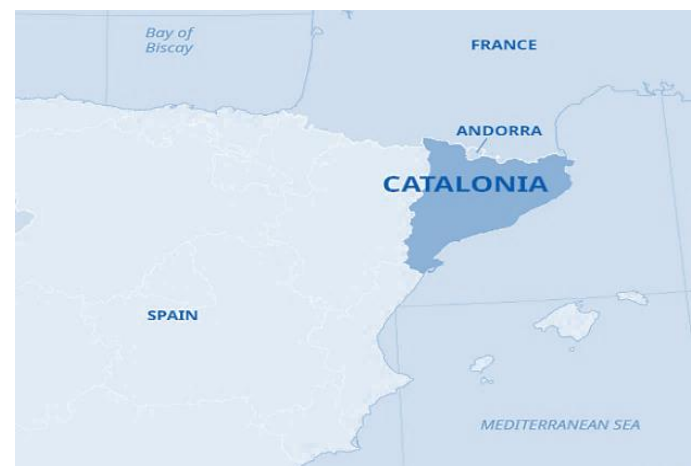 Bay of
Biscay
FRANCE
ANDORRA
CATALONIA
SPAIN
MEDITERRANEAN SEA